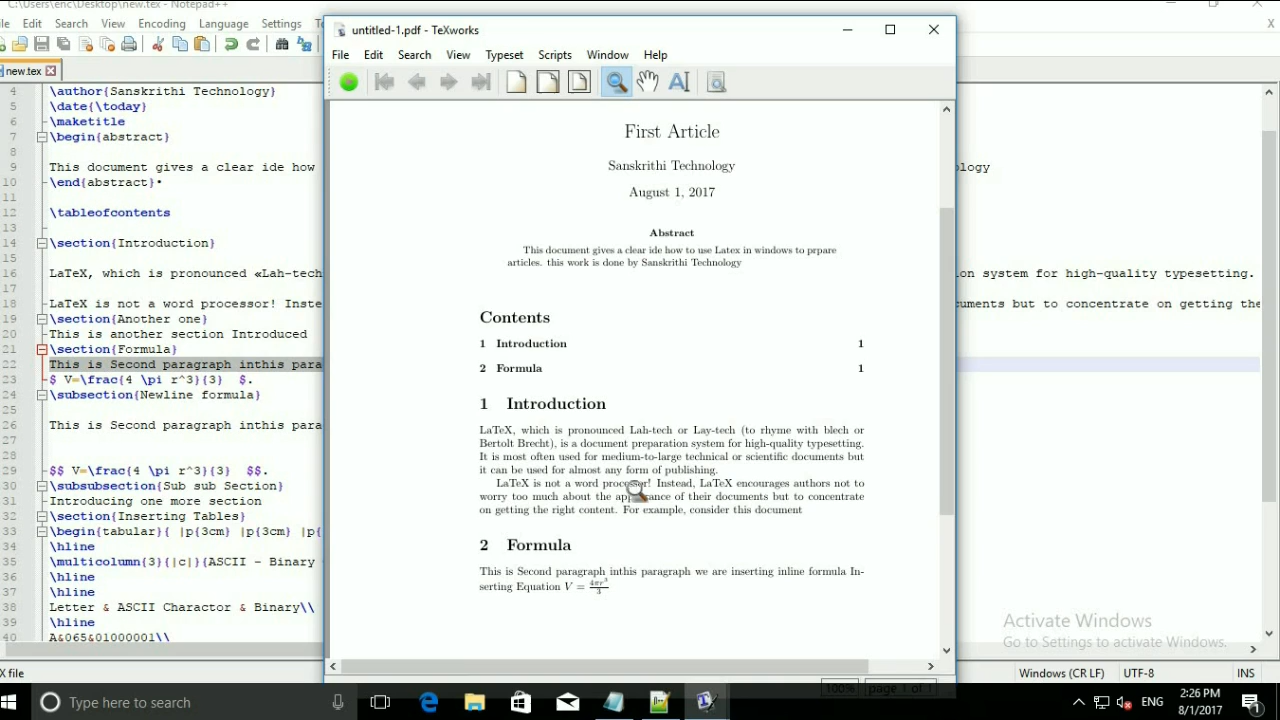 C:\Users\enc\Desktop\new.tex - Notepad++
Edit Search View Encoding Language Settings
new.tex
4 \author{Sanskrithi Technology}
5 \date{\today}
6 \maketitle
7 \begin{abstract}
8
9 This document gives a clear ide how
10 \end{abstract}•
11
12 \tableofcontents
14 \section{Introduction}
15
16 LaTeX, which is pronounced «Lah-tech
18 LaTeX is not a word processor! Inste
19 \section{Another one}
20 This is another section Introduced
21 \section{Formula}
22 This is Second paragraph inthis para
23 $ V=\frac{4 \pi r^3}{3} $.
24 \subsection{Newline formula}
25
26 This is Second paragraph inthis para
27
28
29 $$ V=\frac{4 \pi r^3}{3} $$.
30 \subsubsection{Sub sub Section}
31 Introducing one more section
32 \section{Inserting Tables}
33 \begin{tabular}{ |p{3cm} |p{3cm} |p{
34 \hline
35 \multicolumn{3}{|c|}{ASCII - Binary
36 \hline
37 \hline
38 Letter & ASCII Charactor & Binary\\
39 \hline
40 A&065&01000001\\
X file
untitled-1.pdf - TeXworks
File Edit Search View Typeset Scripts Window Help
First Article
Sanskrithi Technology
August 1, 2017
Abstract
This document gives a clear ide how to use Latex in windows to prpare
articles. this work is done by Sanskrithi Technology
Contents
1 Introduction 1
2 Formula 1
1 Introduction
LaTeX, which is pronounced Lah-tech or Lay-tech (to rhyme with blech or
Bertolt Brecht), is a document preparation system for high-quality typesetting.
It is most often used for medium-to-large technical or scientific documents but
it can be used for almost any form of publishing.
LaTeX is not a word processor! Instead, LaTeX encourages authors not to
worry too much about the appearance of their documents but to concentrate
on getting the right content. For example, consider this document
2 Formula
This is Second paragraph inthis paragraph we are inserting inline formula In-
serting Equation V = 4πr³/3
100% page 1 of 1
ology
on system for high-quality typesetting.
cuments but to concentrate on getting the
Activate Windows
Go to Settings to activate Windows.
Windows (CR LF) UTF-8 INS
Type here to search
ENG
2:26 PM
8/1/2017
1